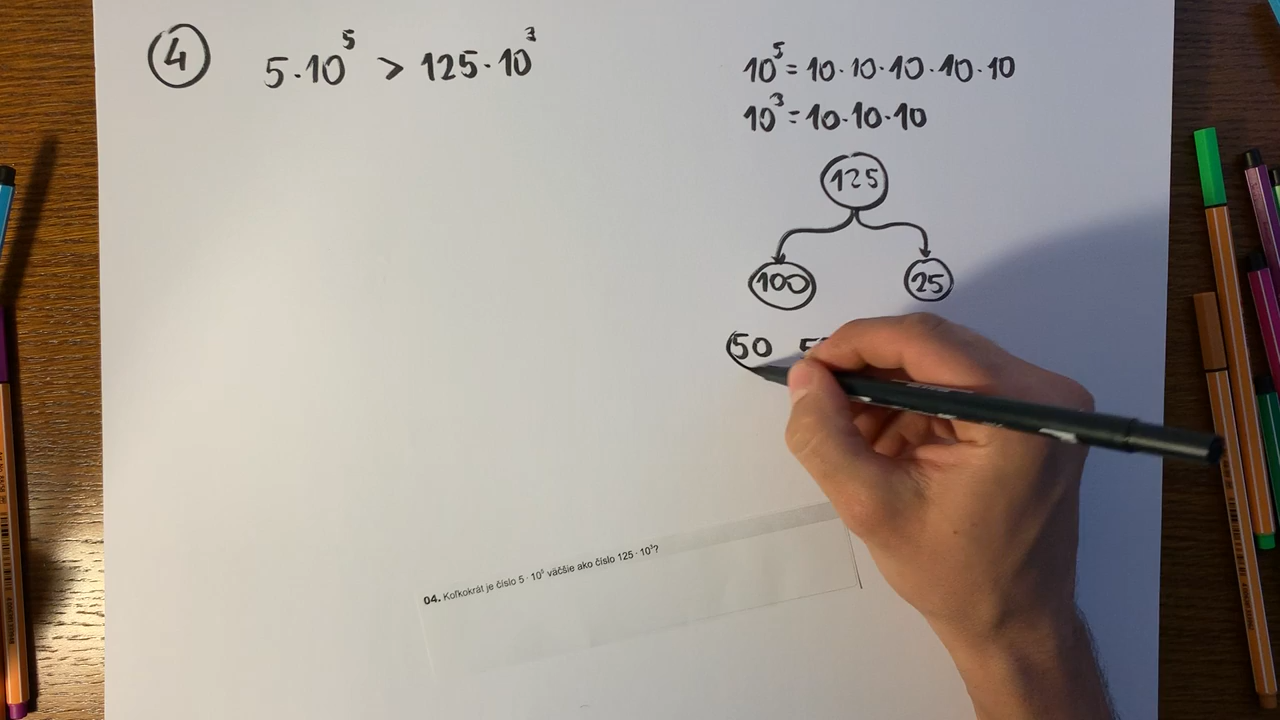 4 5·10⁵ > 125·10³
10⁵=10·10·10·10·10
10³=10·10·10
125
100 25
50
04. Koľkokrát je číslo 5 · 10⁵ väčšie ako číslo 125 · 10³?